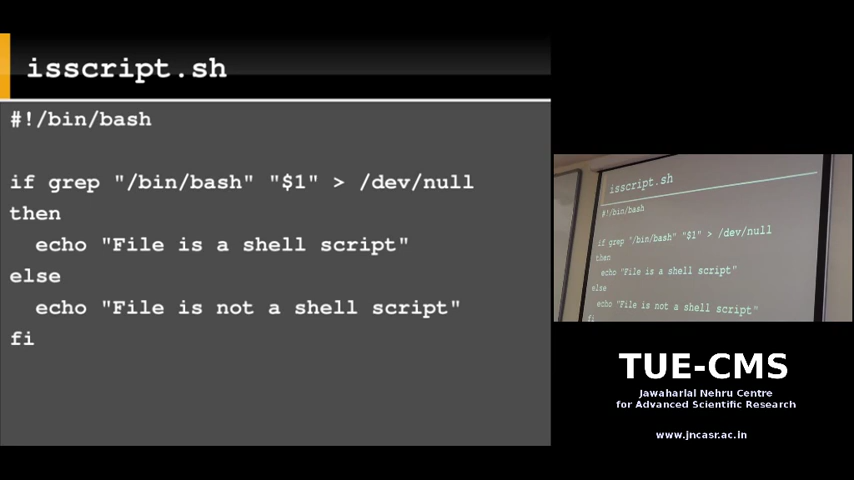 isscript.sh
#!/bin/bash
if grep "/bin/bash" "$1" > /dev/null
then
echo "File is a shell script"
else
echo "File is not a shell script"
fi
isscript.sh
#!/bin/bash
if grep "/bin/bash" "$1" > /dev/null
then
echo "File is a shell script"
else
echo "File is not a shell script"
fi
TUE-CMS
Jawaharlal Nehru Centre
for Advanced Scientific Research
www.jncasr.ac.in